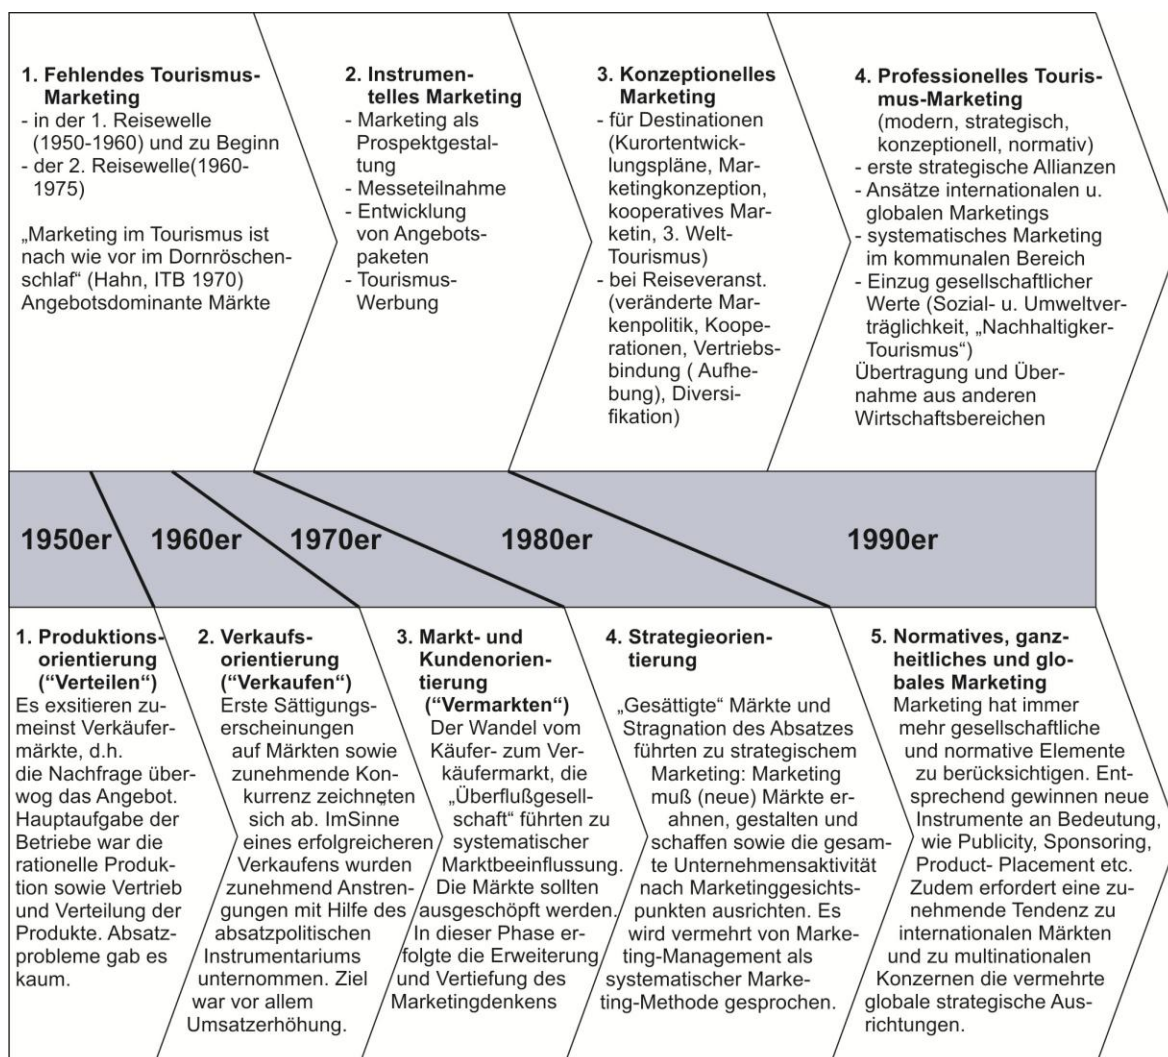 1. Fehlendes Tourismus-
Marketing
- in der 1. Reisewelle
(1950-1960) und zu Beginn
- der 2. Reisewelle(1960-
1975)
„Marketing im Tourismus ist
nach wie vor im Dornröschen-
schlaf“ (Hahn, ITB 1970)
Angebotsdominante Märkte
2. Instrumen-
telles Marketing
- Marketing als
Prospektgestal-
tung
- Messeteilnahme
- Entwicklung
von Angebots-
paketen
- Tourismus-
Werbung
3. Konzeptionelles
Marketing
- für Destinationen
(Kurortentwick-
lungspläne, Mar-
ketingkonzeption,
kooperatives Mar-
ketin, 3. Welt-
Tourismus)
- bei Reiseveranst.
(veränderte Mar-
kenpolitik, Koope-
rationen, Vertriebs-
bindung ( Aufhe-
bung), Diversi-
fikation)
4. Professionelles Touris-
mus-Marketing
(modern, strategisch,
konzeptionell, normativ)
- erste strategische Allianzen
- Ansätze internationalen u.
globalen Marketings
- systematisches Marketing
im kommunalen Bereich
- Einzug gesellschaftlicher
Werte (Sozial- u. Umweltver-
träglichkeit, „Nachhaltigker-
Tourismus“)
Übertragung und Über-
nahme aus anderen
Wirtschaftsbereichen
1950er
1960er
1970er
1980er
1990er
1. Produktions-
orientierung
(“Verteilen“)
Es exsitieren zu-
meinst Verkäufer-
märkte, d.h.
die Nachfrage über-
wog das Angebot.
Hauptaufgabe der
Betriebe war die
rationelle Produk-
tion sowie Vertrieb
und Verteilung der
Produkte. Absatz-
probleme gab es
kaum.
2. Verkaufs-
orientierung
(“Verkaufen“)
Erste Sättigungs-
erscheinungen
auf Märkten sowie
zunehmende Kon-
kurrenz zeichneten
sich ab. ImSinne
eines erfolgreicheren
Verkaufens wurden
zunehmend Anstren-
gungen mit Hilfe des
absatzpolitischen
Instrumentariums
unternommen. Ziel
war vor allem
Umsatzerhöhung.
3. Markt- und
Kundenorien-
tierung
(“Vermarkten“)
Der Wandel vom
Käufer- zum Ver-
käufermarkt, die
„Überflußgesell-
schaft“ führten zu
systematischer
Marktbeeinflussung.
Die Märkte sollten
ausgeschöpft werden.
In dieser Phase er-
folgte die Erweiterung
und Vertiefung des
Marketingdenkens
4. Strategieorien-
tierung
„Gesättigte“ Märkte und
Stragnation des Absatzes
führten zu strategischem
Marketing: Marketing
muß (neue) Märkte er-
ahnen, gestalten und
schaffen sowie die gesam-
te Unternehmensaktivität
nach Marketinggesichts-
punkten ausrichten. Es
wird vermehrt von Marke-
ting-Management als
systematischer Marke-
ting-Methode gesprochen.
5. Normatives, ganz-
heitliches und glo-
bales Marketing
Marketing hat immer
mehr gesellschaftliche
und normative Elemente
zu berücksichtigen. Ent-
sprechend gewinnen neue
Instrumente an Bedeutung,
wie Publicity, Sponsoring,
Product- Placement etc.
Zudem erfordert eine zu-
nehmende Tendenz zu
internationalen Märkten
und zu multinationalen
Konzernen die vermehrte
globale strategische Aus-
richtungen.